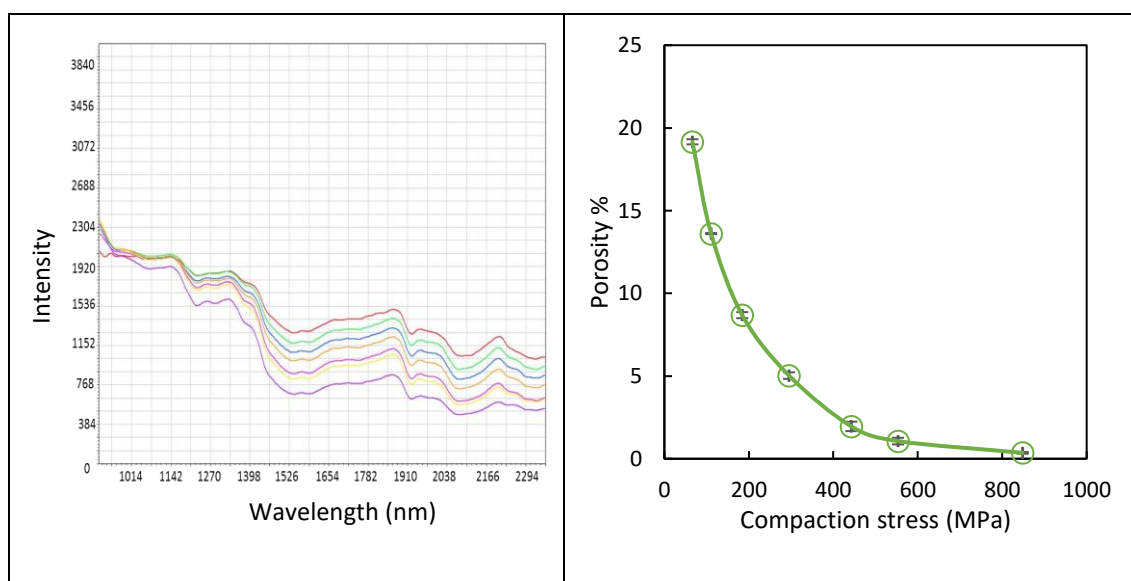 3840
3456
3072
2688
2304
1920
1536
1152
768
384
0
Intensity
1014 1142 1270 1398 1526 1654 1782 1910 2038 2166 2294
Wavelength (nm)
25
20
15
10
5
0
Porosity %
0 200 400 600 800 1000
Compaction stress (MPa)